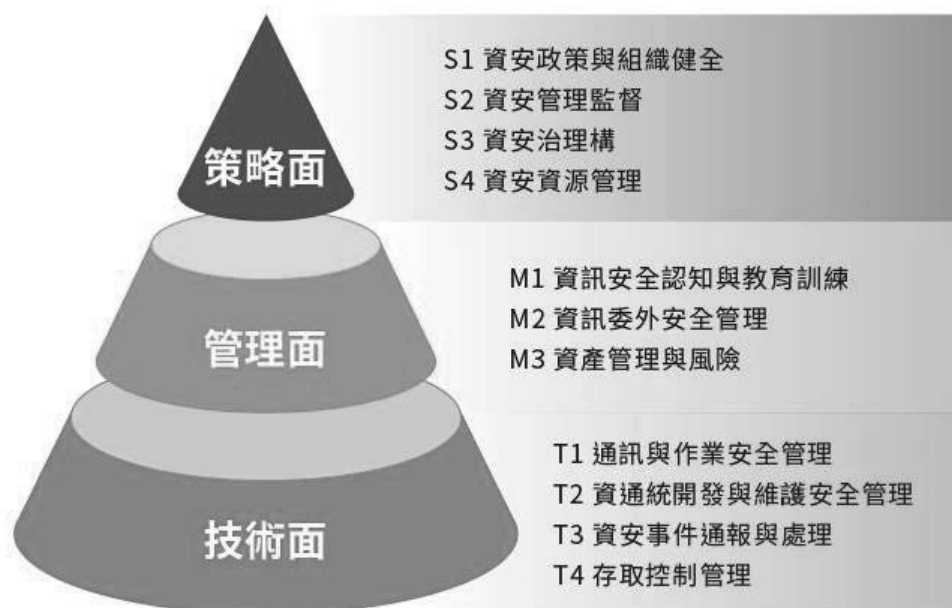 策略面
S1 資安政策與組織健全
S2 資安管理監督
S3 資安治理構
S4 資安資源管理
管理面
M1 資訊安全認知與教育訓練
M2 資訊委外安全管理
M3 資產管理與風險
技術面
T1 通訊與作業安全管理
T2 資通統開發與維護安全管理
T3 資安事件通報與處理
T4 存取控制管理